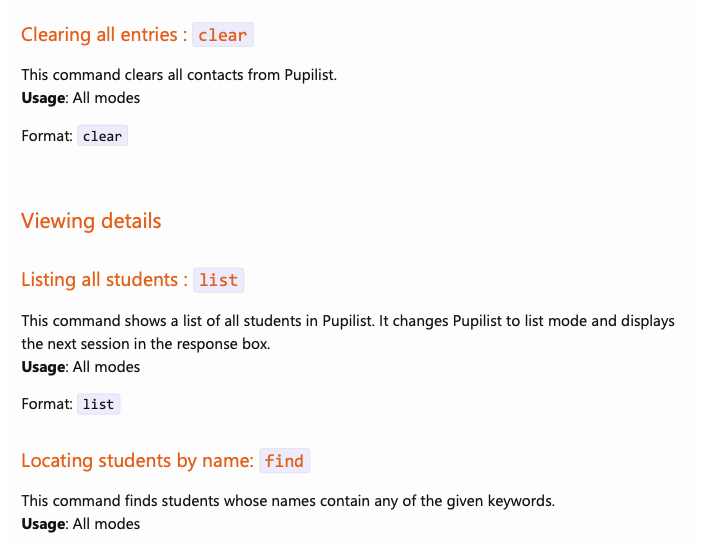 Clearing all entries : clear
This command clears all contacts from Pupilist.
Usage: All modes
Format: clear
Viewing details
Listing all students : list
This command shows a list of all students in Pupilist. It changes Pupilist to list mode and displays
the next session in the response box.
Usage: All modes
Format: list
Locating students by name: find
This command finds students whose names contain any of the given keywords.
Usage: All modes